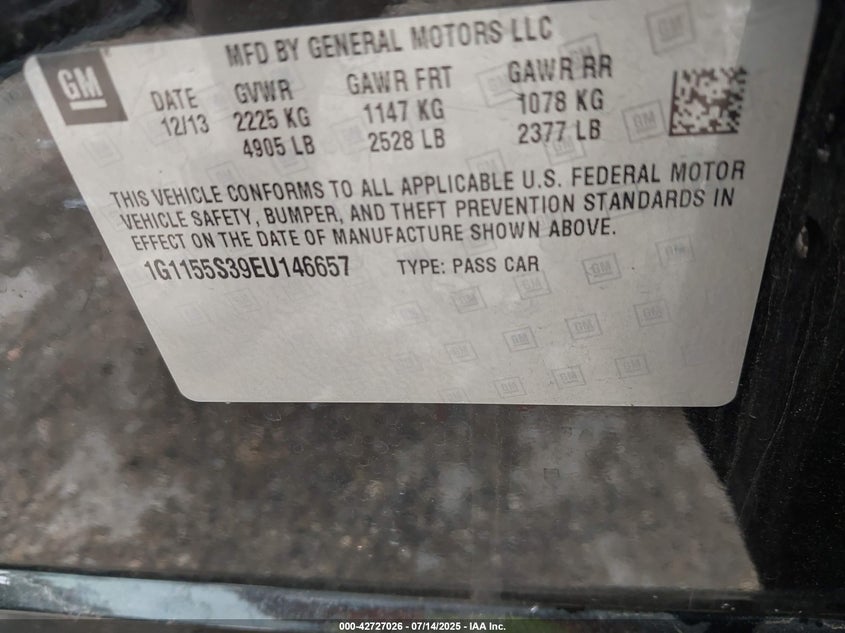 MFD BY GENERAL MOTORS LLC
GM
DATE GVWR GAWR FRT GAWR RR
12/13 2225 KG 1147 KG 1078 KG
4905 LB 2528 LB 2377 LB
THIS VEHICLE CONFORMS TO ALL APPLICABLE U.S. FEDERAL MOTOR
VEHICLE SAFETY, BUMPER, AND THEFT PREVENTION STANDARDS IN
EFFECT ON THE DATE OF MANUFACTURE SHOWN ABOVE.
1G1155S39EU146657 TYPE: PASS CAR
000-42727026 - 07/14/2025 - IAA Inc.